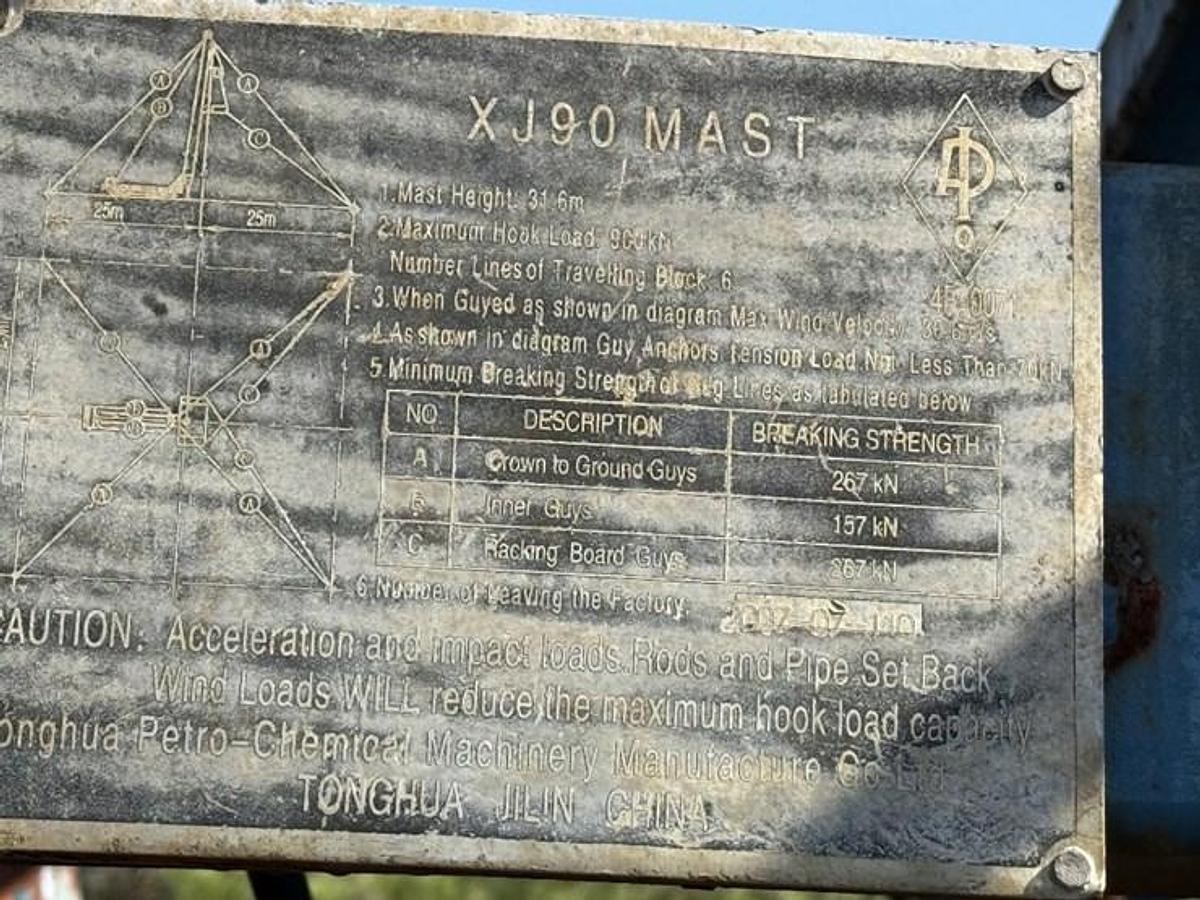 XJ90 MAST
1.Mast Height: 31.6m
2.Maximum Hook Load: 900kN
Number Lines of Travelling Block: 6
3.When Guyed as shown in diagram Max Wind Velocity:
4.As shown in diagram Guy Anchors Tension Load Not Less Than 70kN
5.Minimum Breaking Strength of Lines as tabulated below
NO DESCRIPTION BREAKING STRENGTH
A Crown to Ground Guys 267 kN
B Inner Guys 157 kN
C Racking Board Guys 267 kN
6.Number of Leaving the Factory:
CAUTION: Acceleration and impact loads.Rods and Pipe Set Back
Wind Loads WILL reduce the maximum hook load capacity
onghua Petro-Chemical Machinery Manufacture Co Ltd
TONGHUA JILIN CHINA
A
A
B
C
25m
25m
A
A
C
B
B
C
A
A